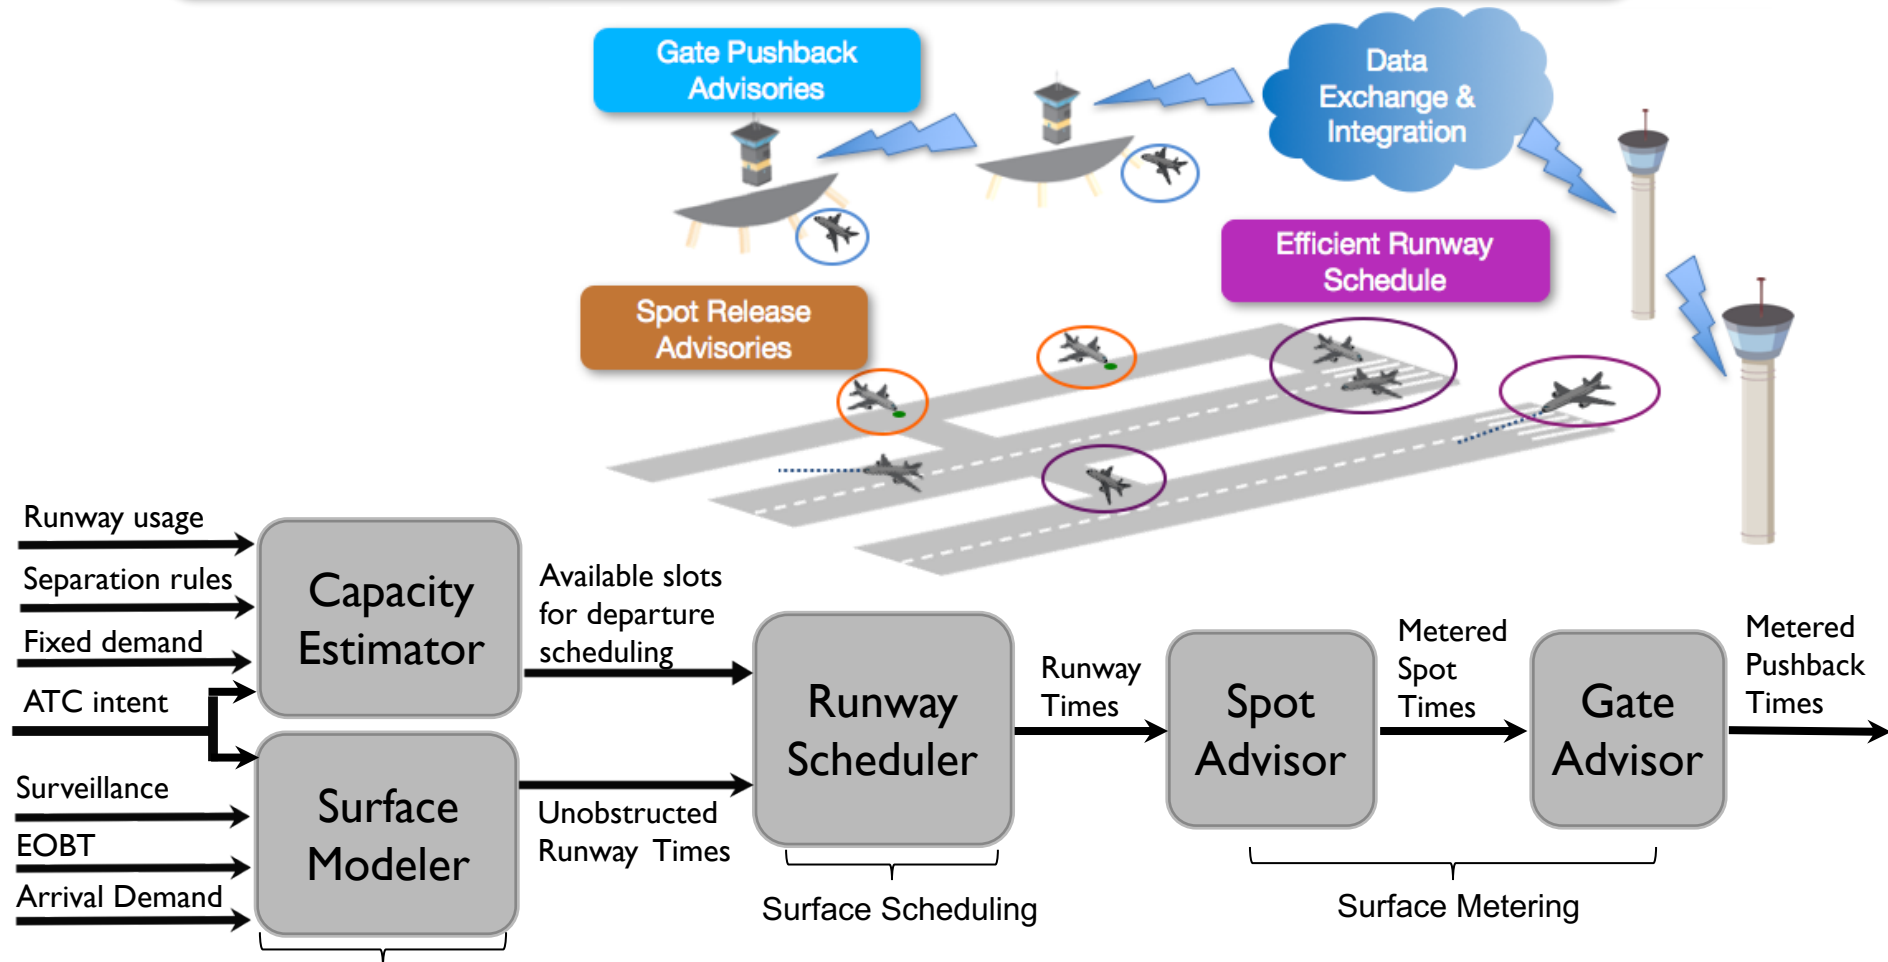 Gate Pushback
Advisories
Data
Exchange &
Integration
Efficient Runway
Schedule
Spot Release
Advisories
Runway usage
Separation rules
Fixed demand
ATC intent
Surveillance
EOBT
Arrival Demand
Capacity
Estimator
Surface
Modeler
Available slots
for departure
scheduling
Unobstructed
Runway Times
Runway
Scheduler
Surface Scheduling
Runway
Times
Spot
Advisor
Metered
Spot
Times
Gate
Advisor
Surface Metering
Metered
Pushback
Times